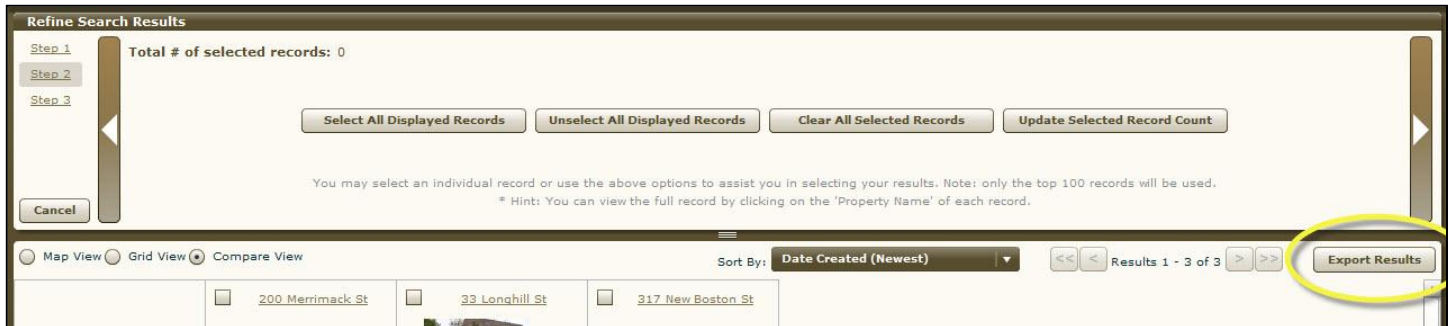 Refine Search Results
Step 1
Step 2
Step 3
Cancel
Total # of selected records: 0
Select All Displayed Records Unselect All Displayed Records Clear All Selected Records Update Selected Record Count
You may select an individual record or use the above options to assist you in selecting your results. Note: only the top 100 records will be used.
* Hint: You can view the full record by clicking on the 'Property Name' of each record.
Map View Grid View Compare View Sort By: Date Created (Newest) << < Results 1 - 3 of 3 > >> Export Results
200 Merrimack St 33 Longhill St 317 New Boston St